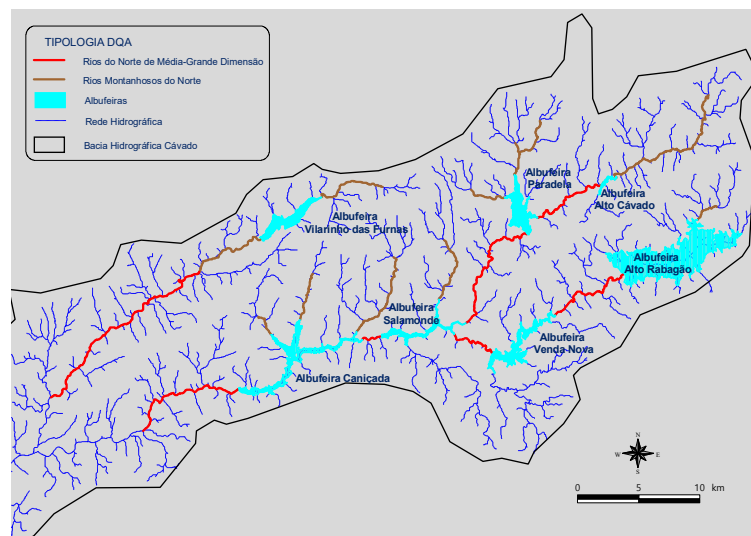 TIPOLOGIA DQA
Rios do Norte de Média-Grande Dimensão
Rios Montanhosos do Norte
Albufeiras
Rede Hidrográfica
Bacia Hidrográfica Cávado
Albufeira
Paradela
Albufeira
Alto Cávado
Albufeira
Vilarinho das Furnas
Albufeira
Alto Rabagão
Albufeira
Salamonde
Albufeira
Venda Nova
Albufeira Caniçada
N
W
E
S
0 5 10 km